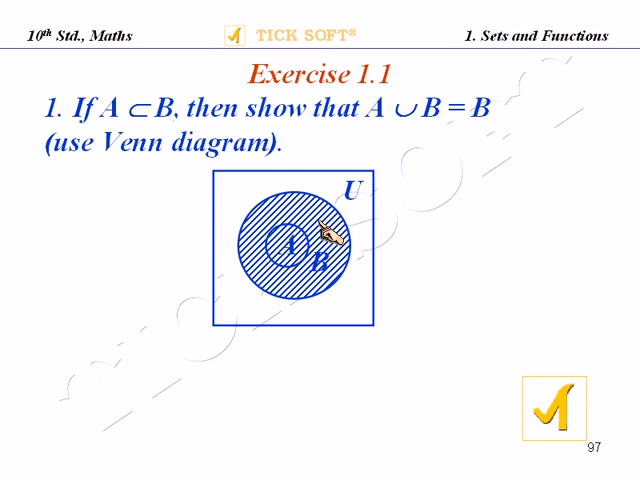 10th Std., Maths
TICK SOFT®
1. Sets and Functions
Exercise 1.1
1. If A ⊂ B, then show that A ∪ B = B
(use Venn diagram).
U
A
B
97